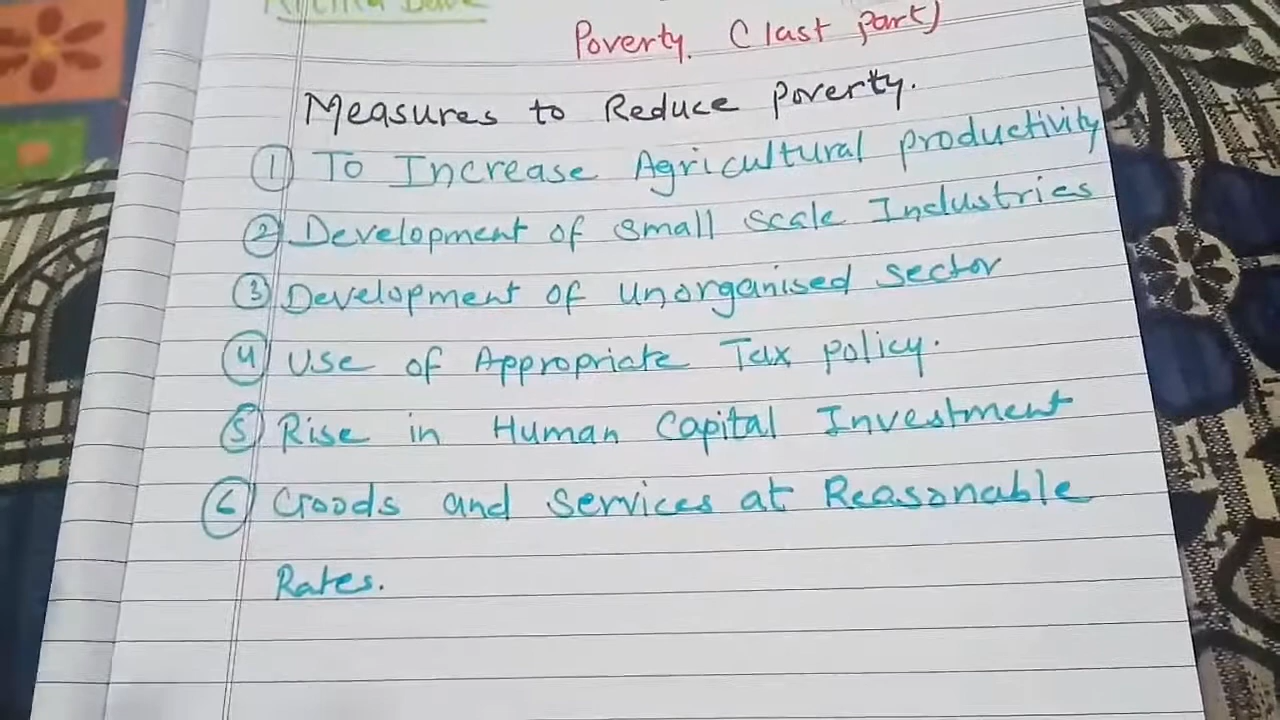 Poverty. (last part)
Measures to Reduce poverty.
① To Increase Agricultural productivity
② Development of small scale Industries
③ Development of unorganised sector
④ Use of Appropriate Tax policy.
⑤ Rise in Human Capital Investment
⑥ Goods and services at Reasonable
Rates.